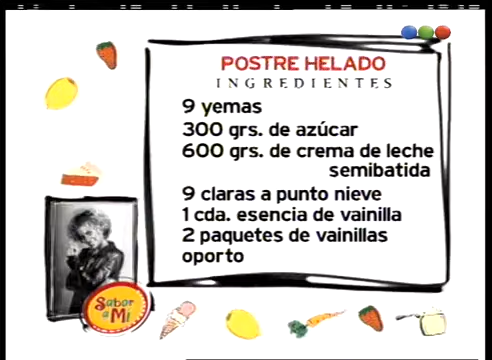 POSTRE HELADO
INGREDIENTES
9 yemas
300 grs. de azúcar
600 grs. de crema de leche
semibatida
9 claras a punto nieve
1 cda. esencia de vainilla
2 paquetes de vainillas
oporto
Sabor
a Mí